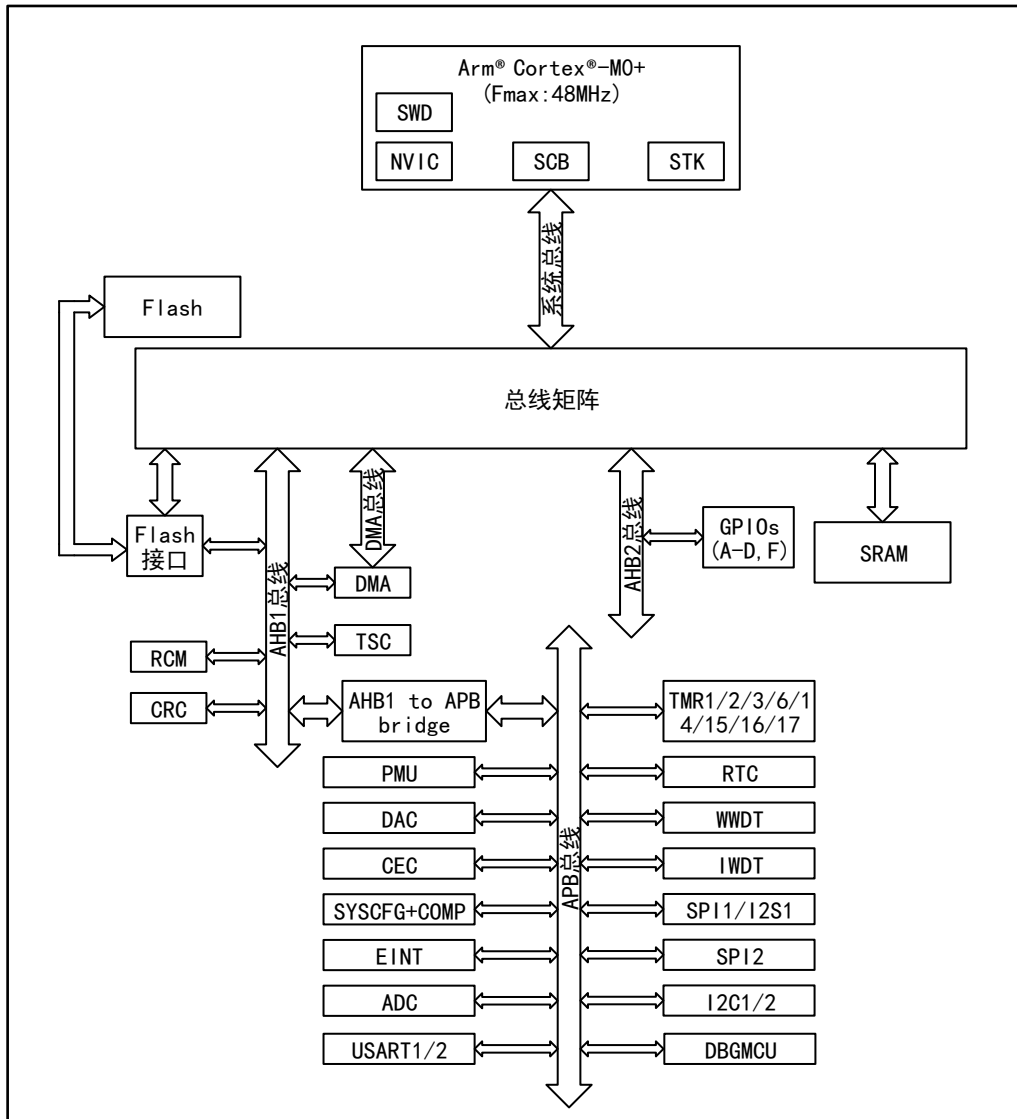 Arm® Cortex®-M0+
(Fmax:48MHz)
SWD
NVIC
SCB
STK
系统总线
Flash
总线矩阵
Flash
接口
AHB1总线
DMA总线
DMA
AHB2总线
GPIOs
(A-D,F)
SRAM
TSC
RCM
CRC
AHB1 to APB
bridge
APB总线
TMR1/2/3/6/1
4/15/16/17
PMU
RTC
DAC
WWDT
CEC
IWDT
SYSCFG+COMP
SPI1/I2S1
EINT
SPI2
ADC
I2C1/2
USART1/2
DBGMCU